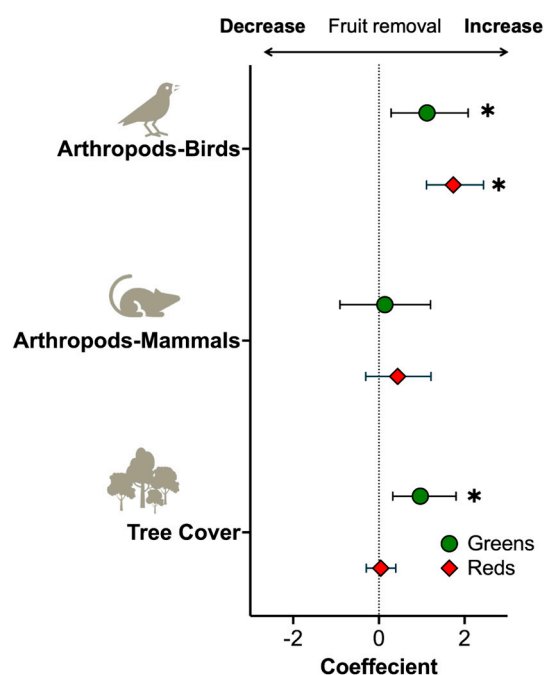 Decrease Fruit removal Increase
*
Arthropods-Birds
*
Arthropods-Mammals
*
Tree Cover
Greens
Reds
-2 0 2
Coeffecient